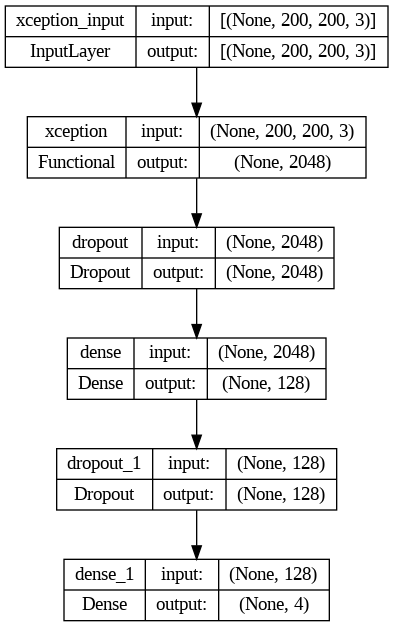 xception_input input: [(None, 200, 200, 3)]
InputLayer output: [(None, 200, 200, 3)]
xception input: (None, 200, 200, 3)
Functional output: (None, 2048)
dropout input: (None, 2048)
Dropout output: (None, 2048)
dense input: (None, 2048)
Dense output: (None, 128)
dropout_1 input: (None, 128)
Dropout output: (None, 128)
dense_1 input: (None, 128)
Dense output: (None, 4)